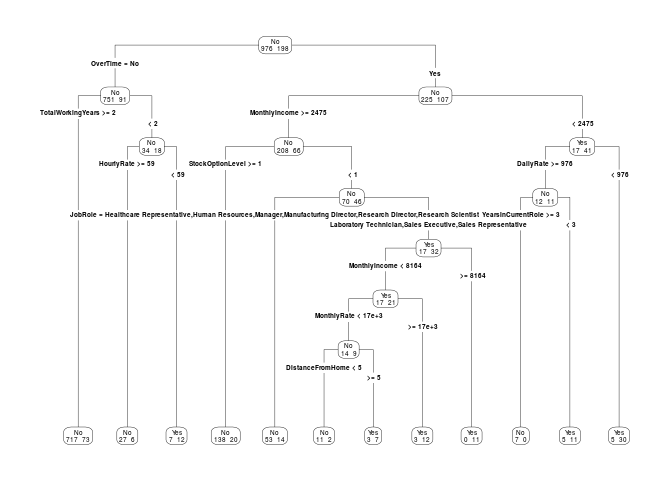 No
976 198
OverTime = No
Yes
No
751 91
No
225 107
TotalWorkingYears >= 2
< 2
MonthlyIncome >= 2475
< 2475
No
34 18
No
208 66
Yes
17 41
HourlyRate >= 59
< 59
StockOptionLevel >= 1
< 1
DailyRate >= 976
< 976
No
70 46
No
12 11
JobRole = Healthcare Representative,Human Resources,Manager,Manufacturing Director,Research Director,Research Scientist
YearsInCurrentRole >= 3
Laboratory Technician,Sales Executive,Sales Representative
< 3
Yes
17 32
MonthlyIncome < 8164
>= 8164
Yes
17 21
MonthlyRate < 17e+3
>= 17e+3
No
14 9
DistanceFromHome < 5
>= 5
No
717 73
No
27 6
Yes
7 12
No
138 20
No
53 14
No
11 2
Yes
3 7
Yes
3 12
Yes
0 11
No
7 0
Yes
5 11
Yes
5 30